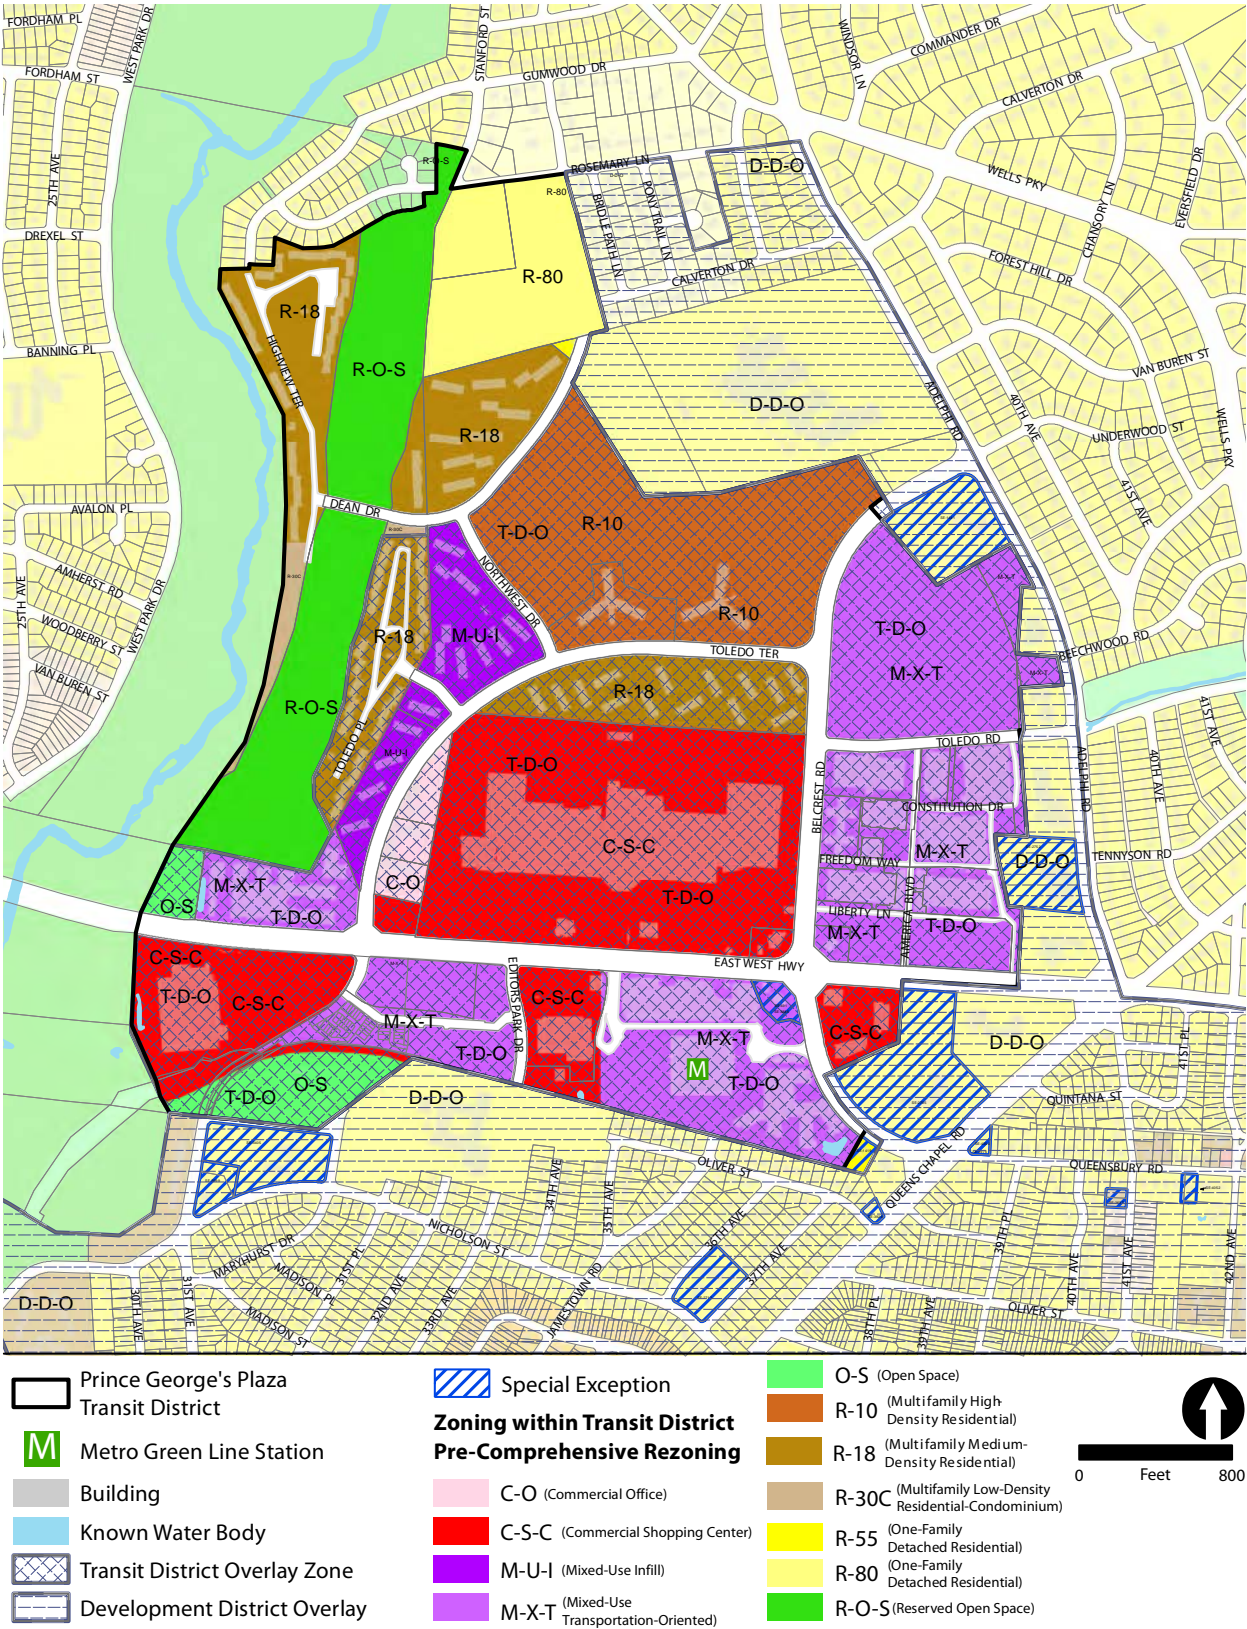 FORDHAM PL
WEST PARK DR
STANFORD ST
WINDSOR LN
COMMANDER DR
FORDHAM ST
GUMWOOD DR
CALVERTON DR
25TH AVE
R-O-S
ROSEMARY LN
D-D-O
WELLS PKY
R-80
PONY TRAIL LN
BRIDLE PATH LN
CHANSORY LN
EVERSFIELD DR
DREXEL ST
R-80
CALVERTON DR
FOREST HILL DR
R-18
HIGHVIEW TER
BANNING PL
R-O-S
VAN BUREN ST
ADELPHI RD
D-D-O
40TH AVE
UNDERWOOD ST
WELLS PKY
R-18
41ST AVE
AVALON PL
DEAN DR
R-30C
T-D-O
R-10
AMHERST RD
25TH AVE
WOODBERRY ST
WEST PARK DR
R-30C
NORTHWEST DR
M-X-T
R-18
M-U-I
R-10
T-D-O
TOLEDO TER
BEECHWOOD RD
VAN BUREN ST
M-X-T
M-X-T
R-18
R-O-S
TOLEDO PL
M-U-I
T-D-O
TOLEDO RD
BELCREST RD
ADELPHI RD
40TH AVE
41ST AVE
CONSTITUTION DR
C-S-C
FREEDOM WAY
M-X-T
D-D-O
TENNYSON RD
C-O
M-X-T
T-D-O
O-S
T-D-O
LIBERTY LN
AMERICA BLVD
M-X-T
T-D-O
C-S-C
T-D-O
C-S-C
EAST WEST HWY
EDITORS PARK DR
C-S-C
M-X-T
T-D-O
M-X-T
M
T-D-O
C-S-C
D-D-O
41ST PL
T-D-O
O-S
D-D-O
QUINTANA ST
QUEENS CHAPEL RD
QUEENSBURY RD
OLIVER ST
34TH AVE
35TH AVE
36TH AVE
37TH AVE
NICHOLSON ST
39TH PL
40TH AVE
41ST AVE
42ND AVE
MARYHURST DR
MADISON PL
31ST PL
32ND AVE
33RD AVE
JAMESTOWN RD
D-D-O
30TH AVE
31ST AVE
MADISON ST
38TH PL
39TH AVE
OLIVER ST
Prince George's Plaza
Transit District
M Metro Green Line Station
Building
Known Water Body
Transit District Overlay Zone
Development District Overlay
Special Exception
Zoning within Transit District
Pre-Comprehensive Rezoning
C-O (Commercial Office)
C-S-C (Commercial Shopping Center)
M-U-I (Mixed-Use Infill)
M-X-T (Mixed-Use
Transportation-Oriented)
O-S (Open Space)
R-10 (Multifamily High-
Density Residential)
R-18 (Multifamily Medium-
Density Residential)
R-30C (Multifamily Low-Density
Residential-Condominium)
R-55 (One-Family
Detached Residential)
R-80 (One-Family
Detached Residential)
R-O-S (Reserved Open Space)
0 Feet 800